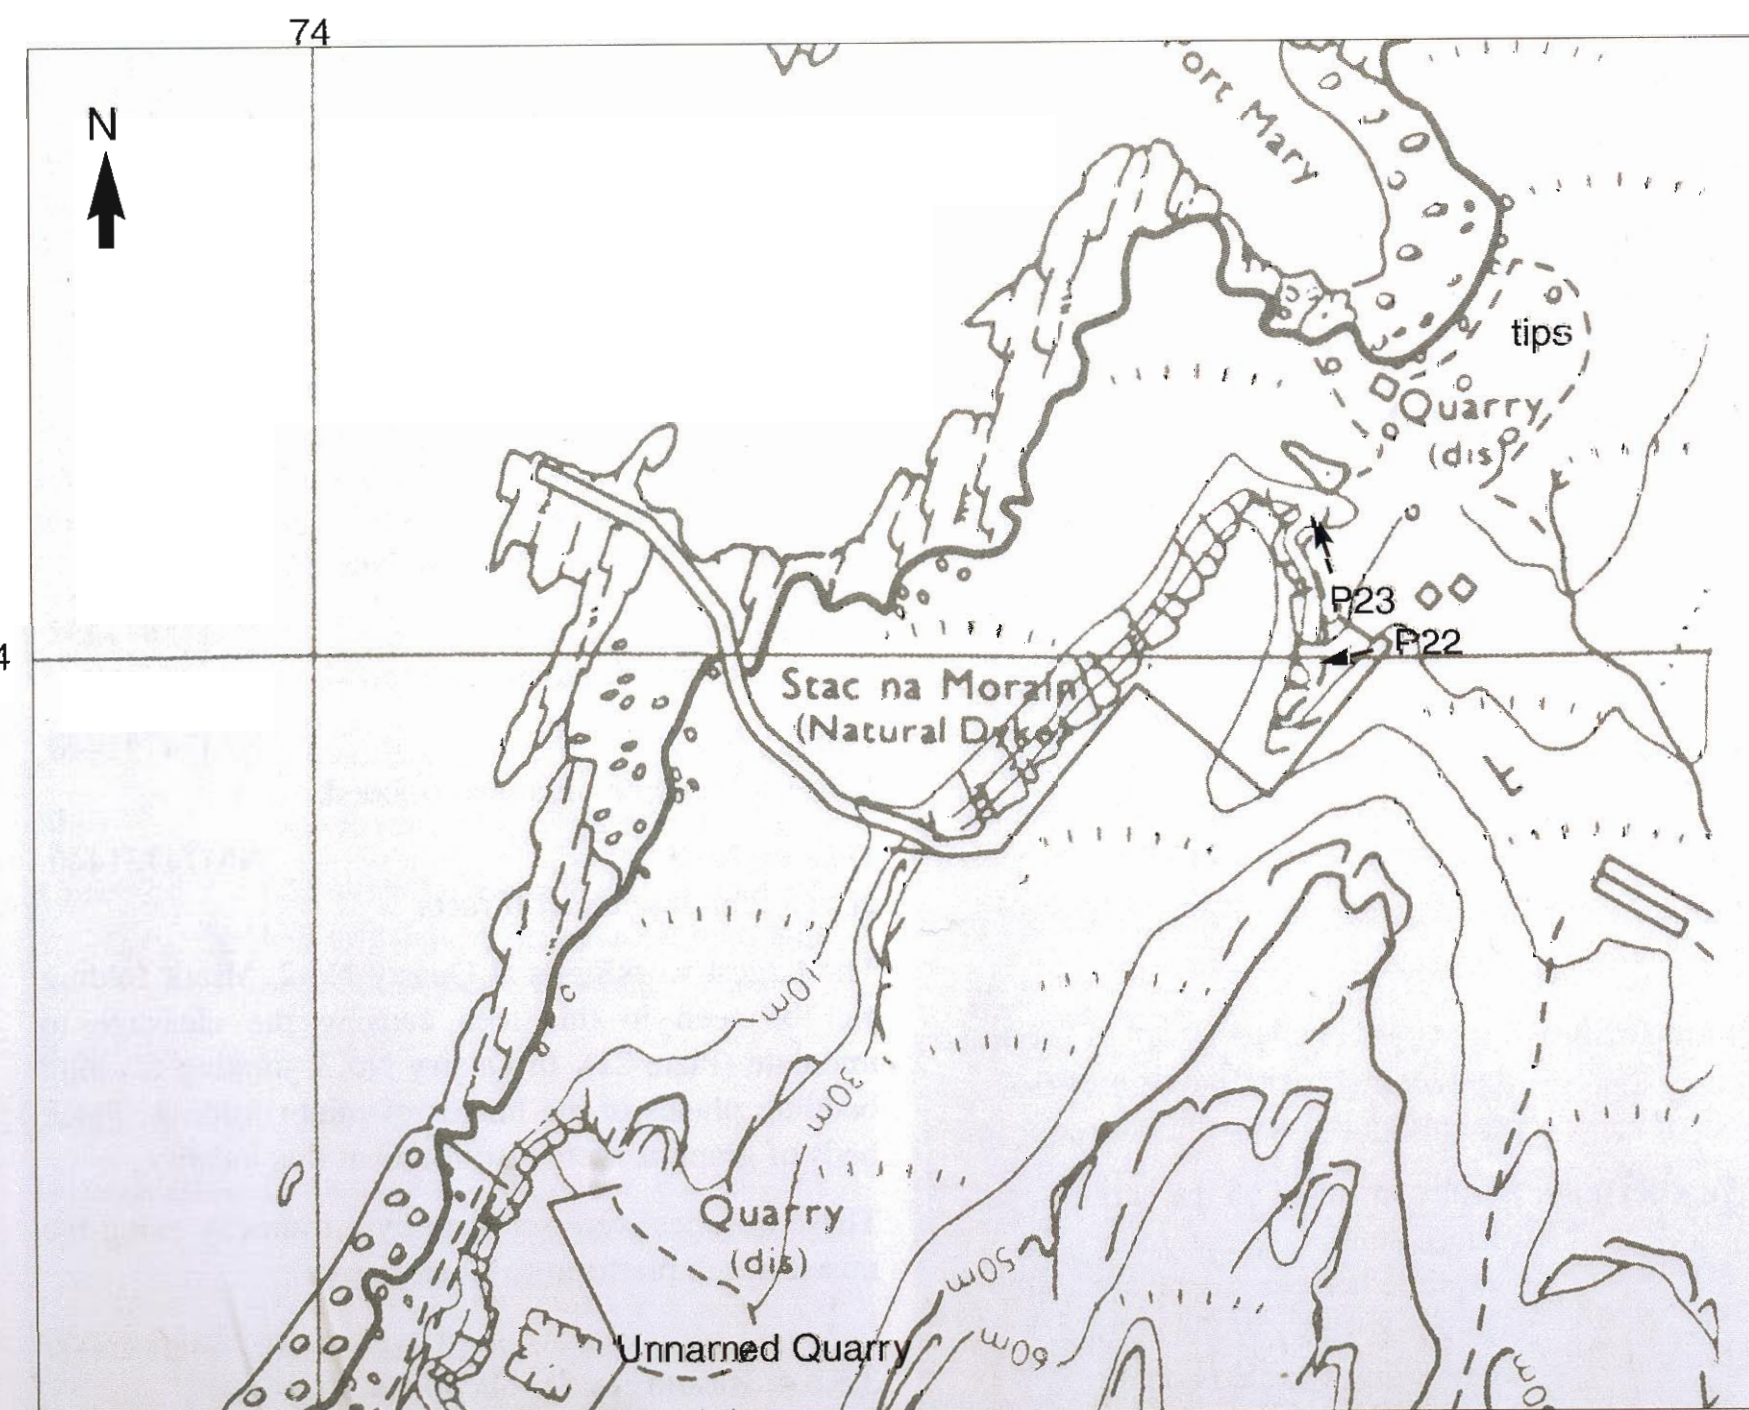 74
N
Port Mary
tips
Quarry
(dis)
P23
P22
4
Stac na Morain
(Natural Dyke)
10m
30m
Quarry
(dis)
50m
60m
Unnamed Quarry